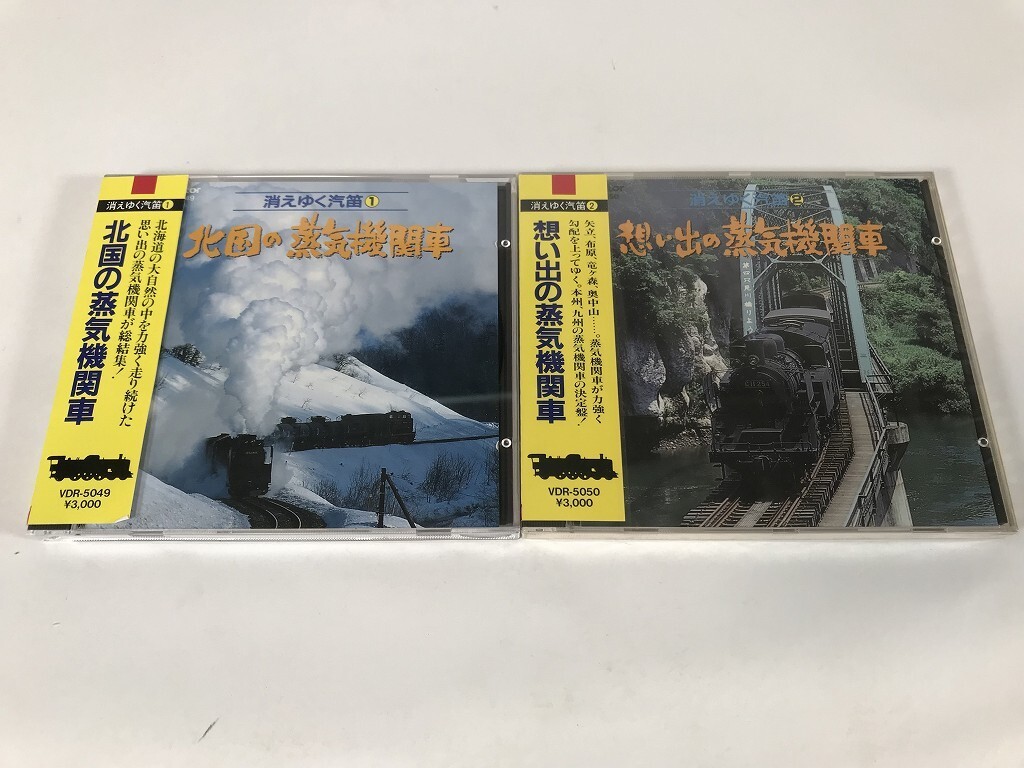 消えゆく汽笛❶
北海道の大自然の中を力強く走り続けた
思い出の蒸気機関車が総結集!
北国の蒸気機関車
VDR-5049
¥3,000
消えゆく汽笛①
北国の蒸気機関車
消えゆく汽笛❷
矢立、布原、竜ヶ森、奥中山……。蒸気機関車が力強く
勾配を上ってゆく。本州、九州の蒸気機関車の決定盤!
想い出の蒸気機関車
VDR-5050
¥3,000
消えゆく汽笛②
想い出の蒸気機関車